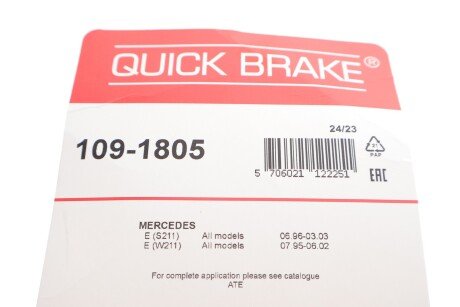 QUICK BRAKE®
24/23
109-1805
21
PAP
5 706021 122251
EAC
MERCEDES
E (S211) All models 06.96-03.03
E (W211) All models 07.95-06.02
For complete application please see catalogue
ATE